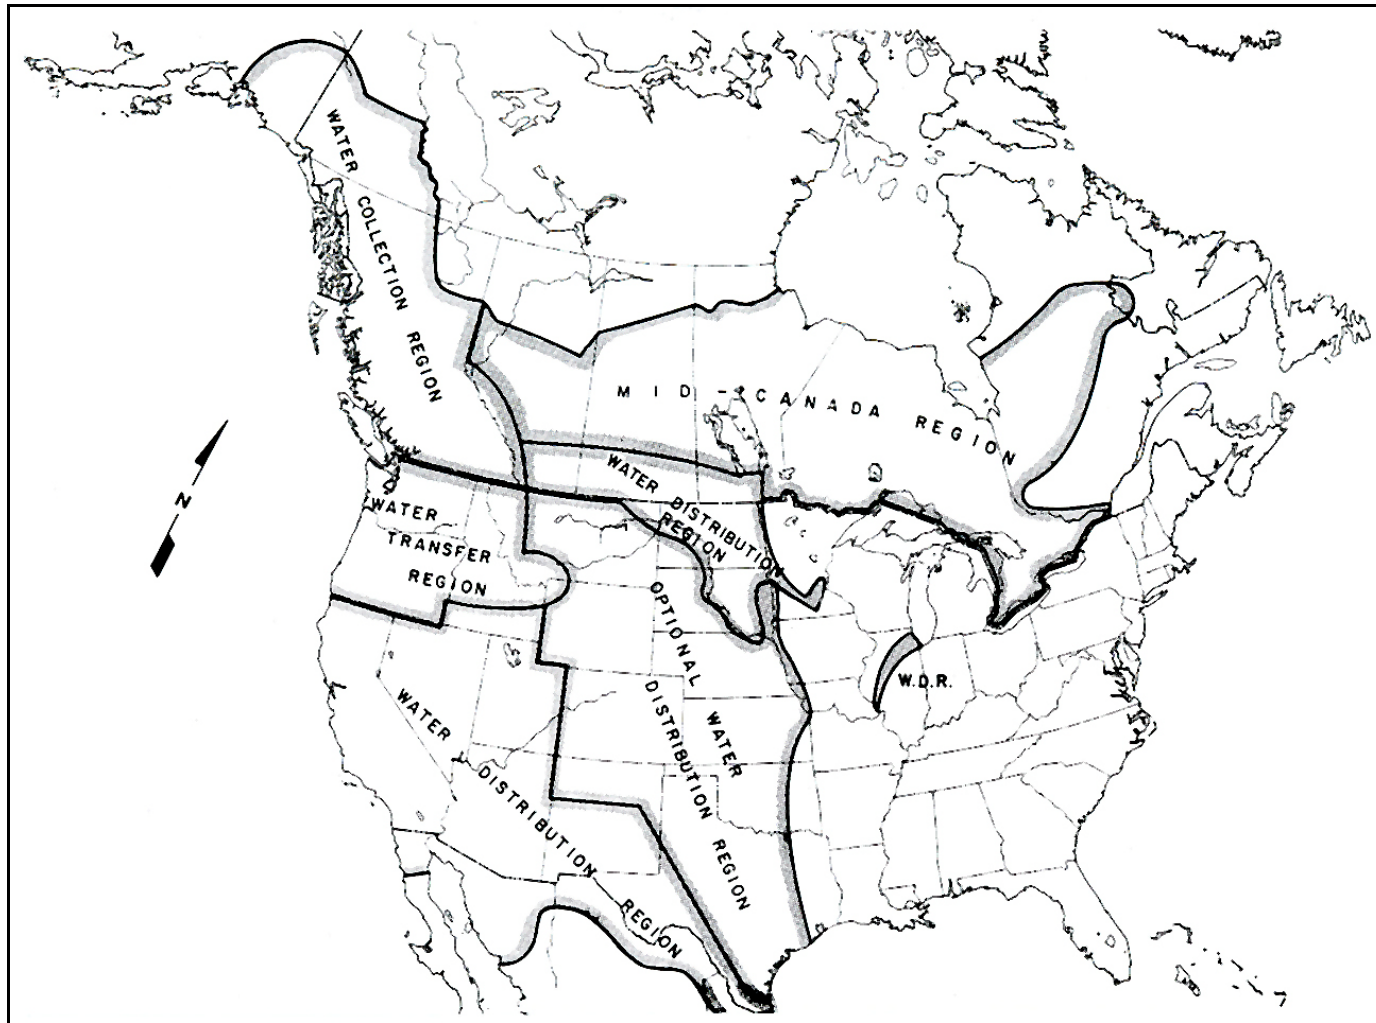 WATER
COLLECTION
REGION
MID-CANADA REGION
WATER
DISTRIBUTION
REGION
N
WATER
TRANSFER
REGION
OPTIONAL
WATER
DISTRIBUTION REGION
W.D.R.
WATER
DISTRIBUTION
REGION